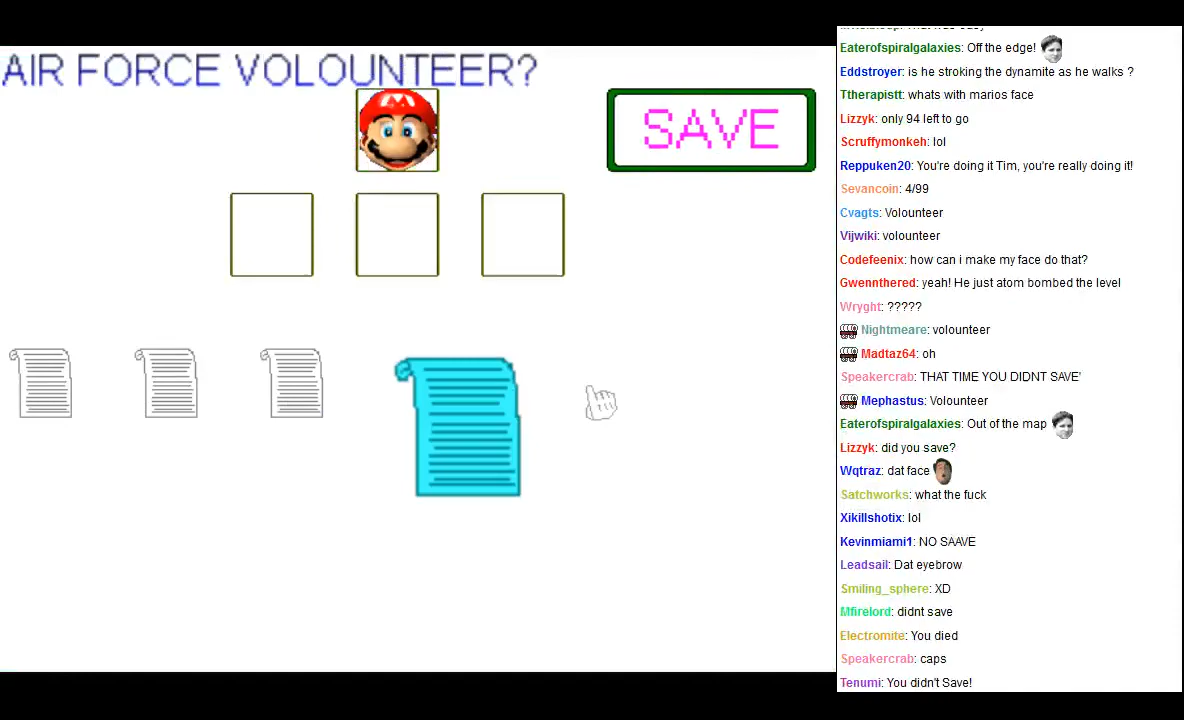 AIR FORCE VOLOUNTEER?
SAVE
Eaterofspiralgalaxies: Off the edge!
Eddstroyer: is he stroking the dynamite as he walks ?
Ttherapistt: whats with marios face
Lizzyk: only 94 left to go
Scruffymonkeh: lol
Reppuken20: You're doing it Tim, you're really doing it!
Sevancoin: 4/99
Cvagts: Volunteer
Vijwiki: volunteer
Codefeenix: how can i make my face do that?
Gwennthered: yeah! He just atom bombed the level
Wryght: ?????
Nightmeare: volunteer
Madtaz64: oh
Speakercrab: THAT TIME YOU DIDNT SAVE'
Mephastus: Volunteer
Eaterofspiralgalaxies: Out of the map
Lizzyk: did you save?
Wqtraz: dat face
Satchworks: what the fuck
Xikillshotix: lol
Kevinmiami1: NO SAAVE
Leadsail: Dat eyebrow
Smiling_sphere: XD
Mfirelord: didnt save
Electromite: You died
Speakercrab: caps
Tenumi: You didn't Save!